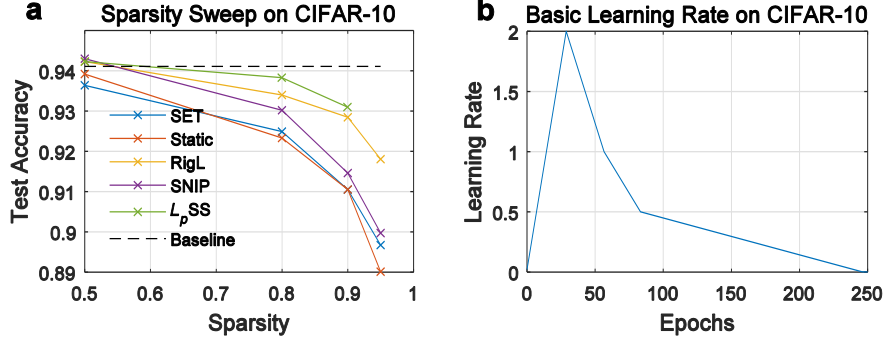 a
Sparsity Sweep on CIFAR-10
Test Accuracy
0.94
0.93
0.92
0.91
0.9
0.89
SET
Static
RigL
SNIP
LpSS
Baseline
0.5 0.6 0.7 0.8 0.9 1
Sparsity
b
Basic Learning Rate on CIFAR-10
Learning Rate
2
1.5
1
0.5
0
0 50 100 150 200 250
Epochs